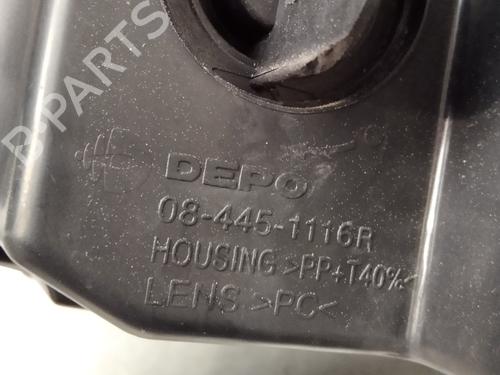 B-PARTS
DEPO
08-445-1116R
HOUSING >PP+T40%<
LENS >PC<